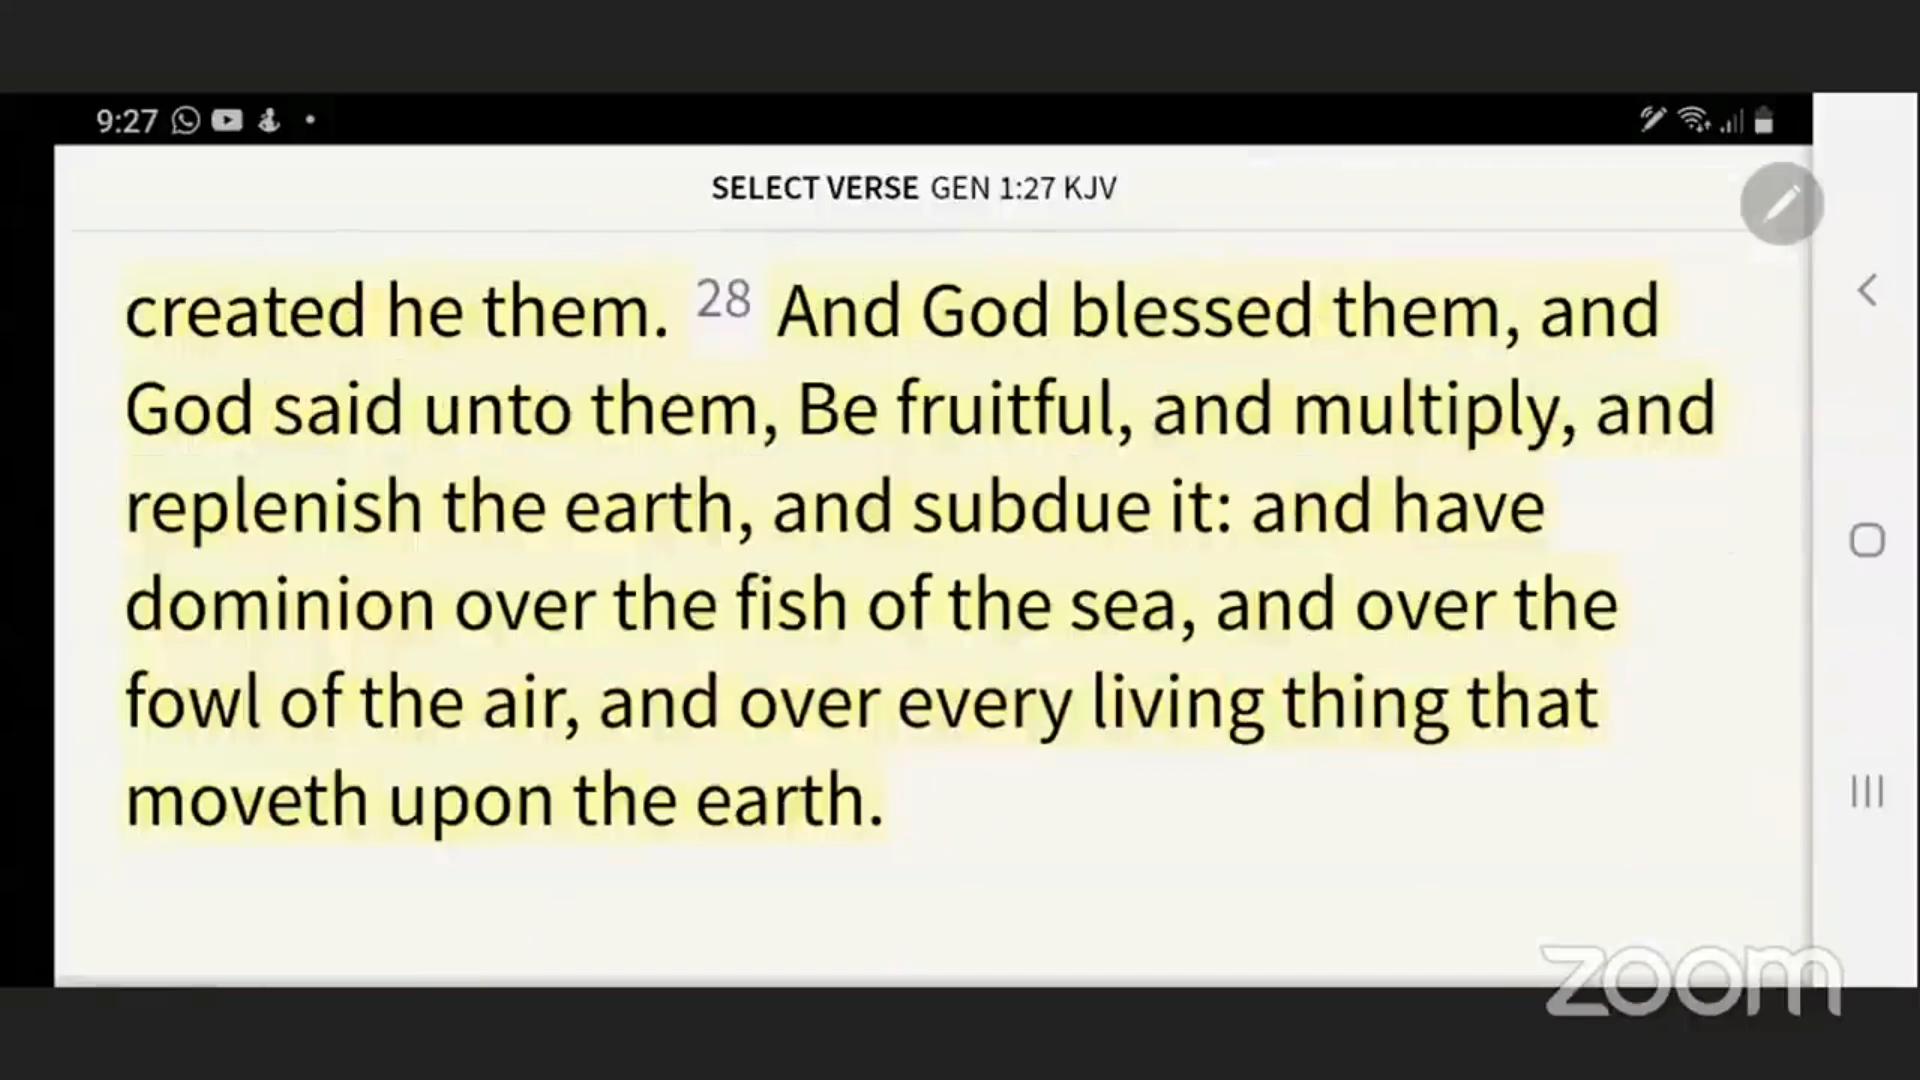 9:27
SELECT VERSE GEN 1:27 KJV
created he them. 28 And God blessed them, and
God said unto them, Be fruitful, and multiply, and
replenish the earth, and subdue it: and have
dominion over the fish of the sea, and over the
fowl of the air, and over every living thing that
moveth upon the earth.
zoom